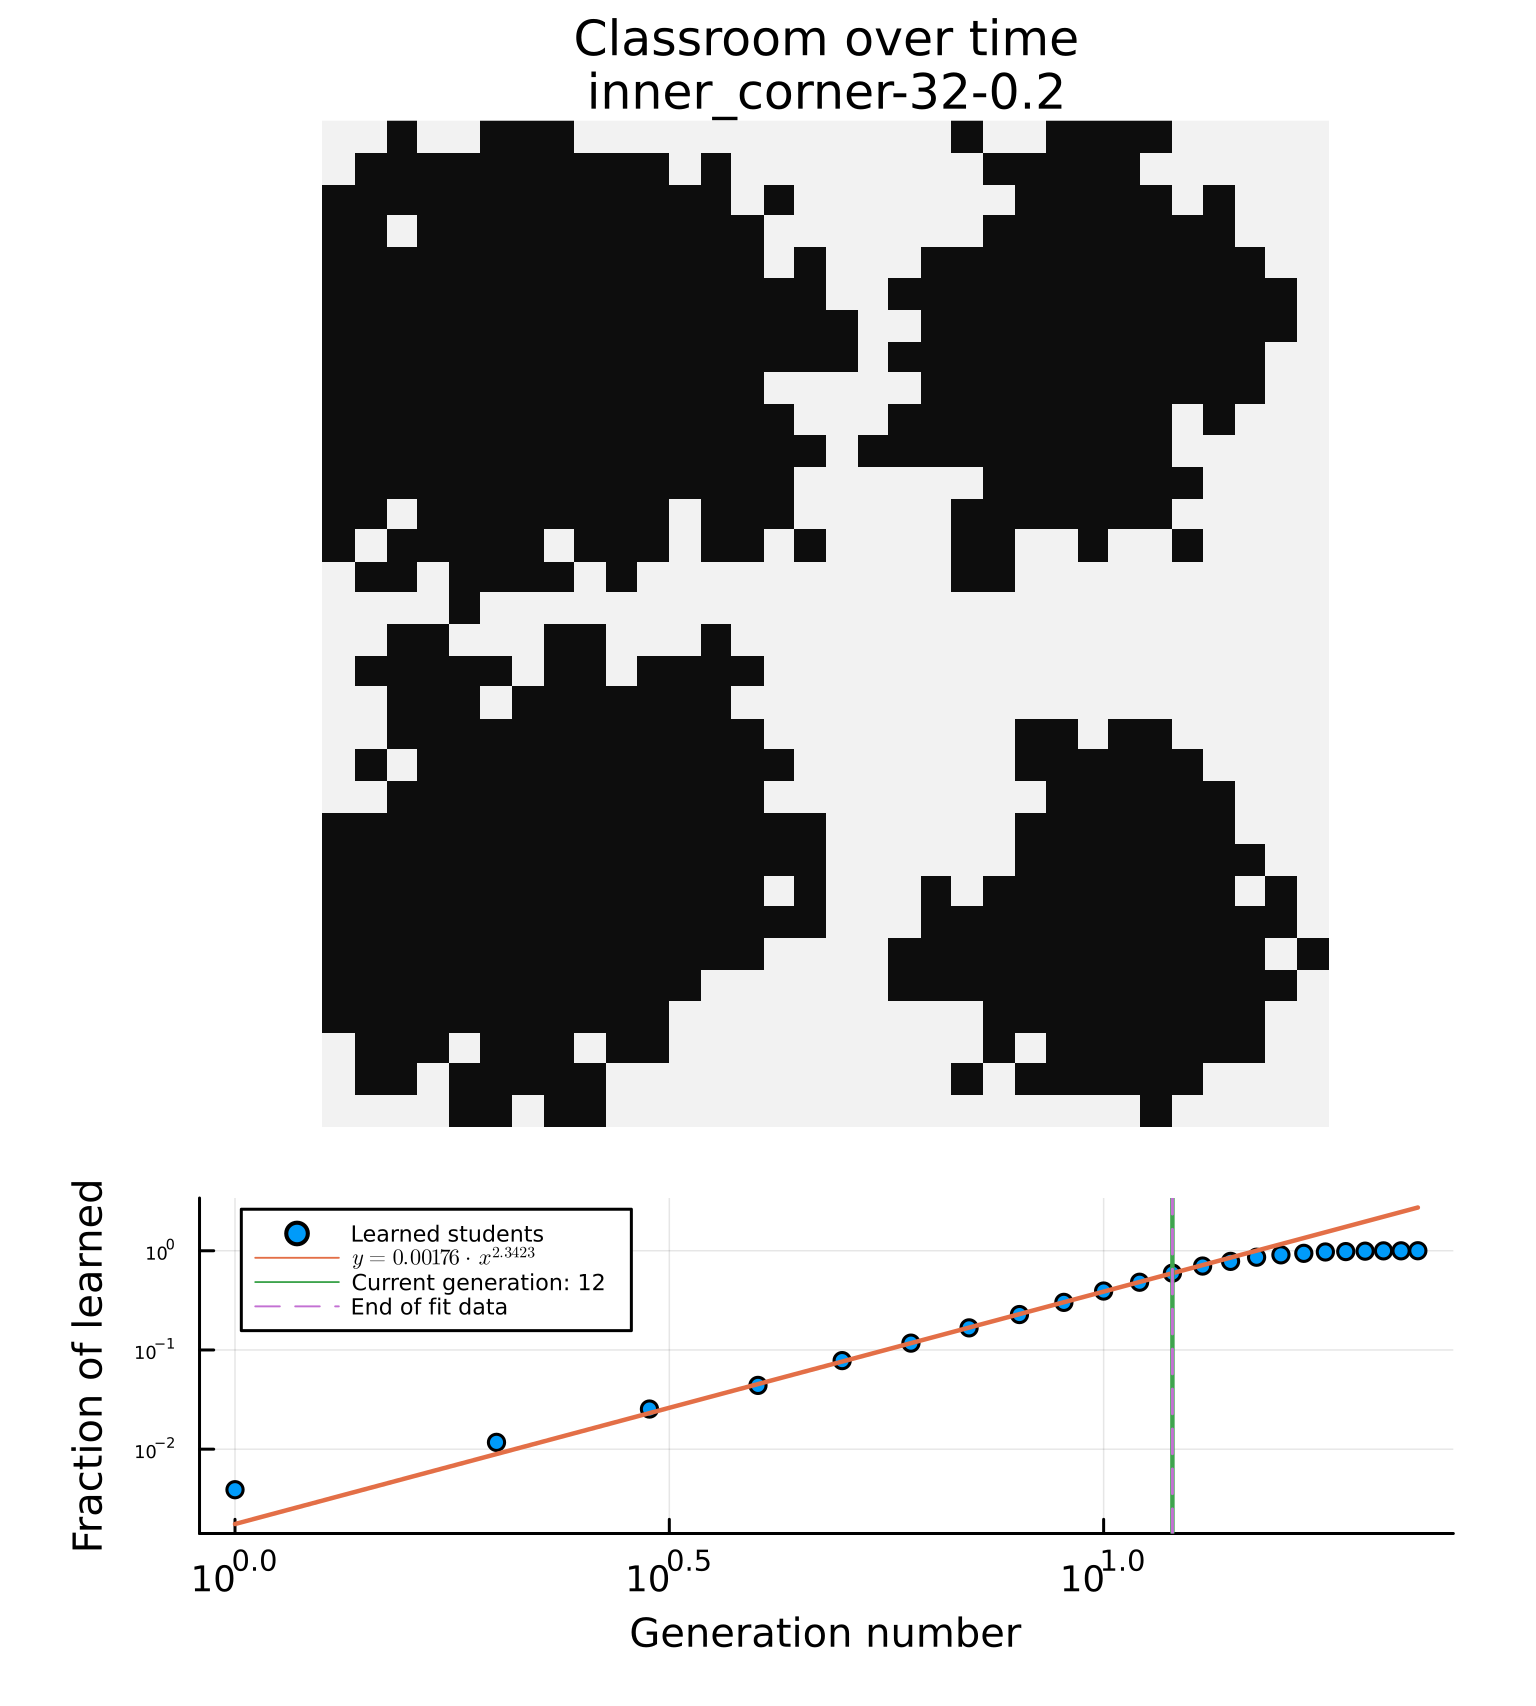 Classroom over time
inner_corner-32-0.2
Fraction of learned
10⁰
10⁻¹
10⁻²
Learned students
y = 0.00176 · x^2.3423
Current generation: 12
End of fit data
10^0.0
10^0.5
10^1.0
Generation number